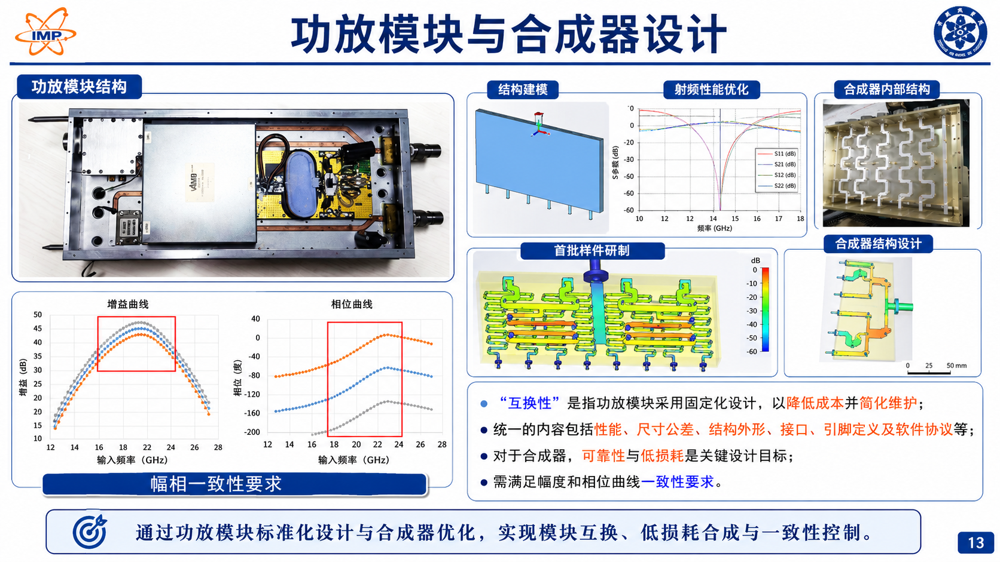 IMP
功放模块与合成器设计
功放模块结构
结构建模
射频性能优化
合成器内部结构
S参数 (dB)
0
0
-20
-30
-50
-60
-60
10
12
12
14
15
16
17
18
频率 (GHz)
S11 (dB)
S21 (dB)
S12 (dB)
S22 (dB)
首批样件研制
dB
0
-10
-20
-30
-40
-50
-60
合成器结构设计
0 25 50 mm
增益曲线
增益 (dB)
50
45
40
35
30
25
20
20
15
10
12 14 16 18 20 22 24 26 28
输入频率（GHz）
相位曲线
相位（度）
40
0
-40
-80
-120
-160
-200
12 14 16 18 20 22 24 26 28
输入频率（GHz）
幅相一致性要求
“互换性”是指功放模块采用固定化设计，以降低成本并简化维护；
统一的内容包括性能、尺寸公差、结构外形、接口、引脚定义及软件协议等；
对于合成器，可靠性与低损耗是关键设计目标；
需满足幅度和相位曲线一致性要求。
通过功放模块标准化设计与合成器优化，实现模块互换、低损耗合成与一致性控制。
13